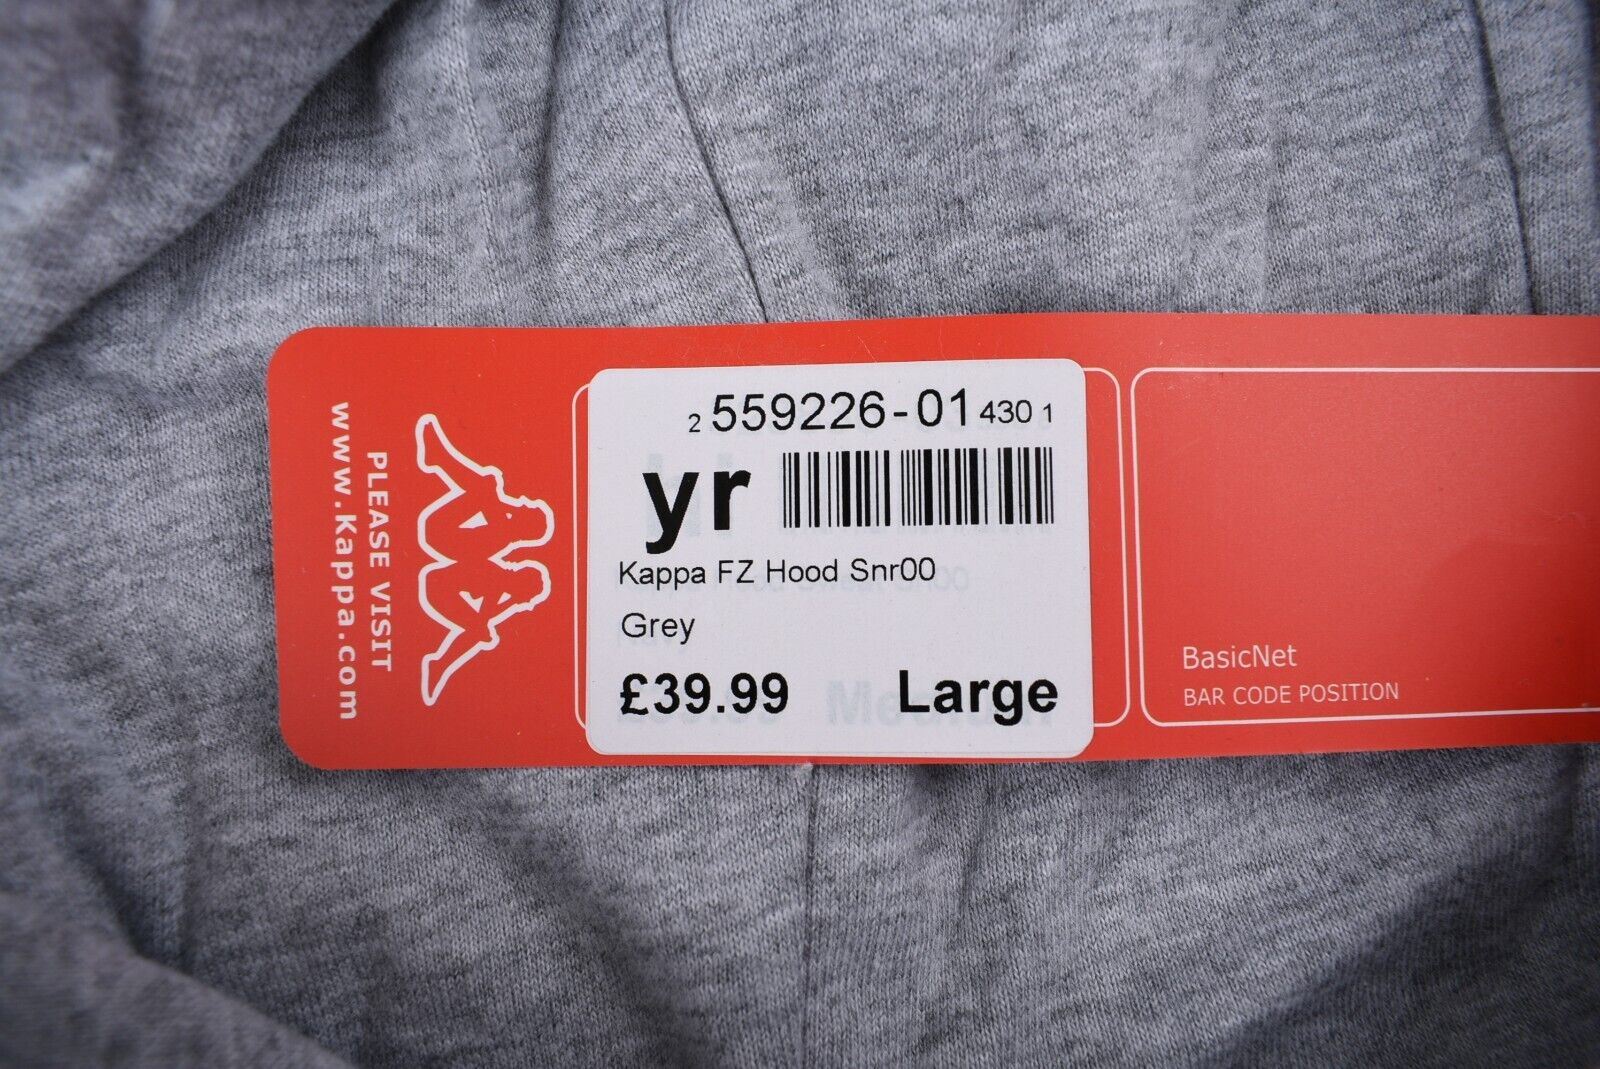 PLEASE VISIT
www.Kappa.com
2 559226-01 430 1
yr
Kappa FZ Hood Snr00
Grey
£39.99 Large
BasicNet
BAR CODE POSITION